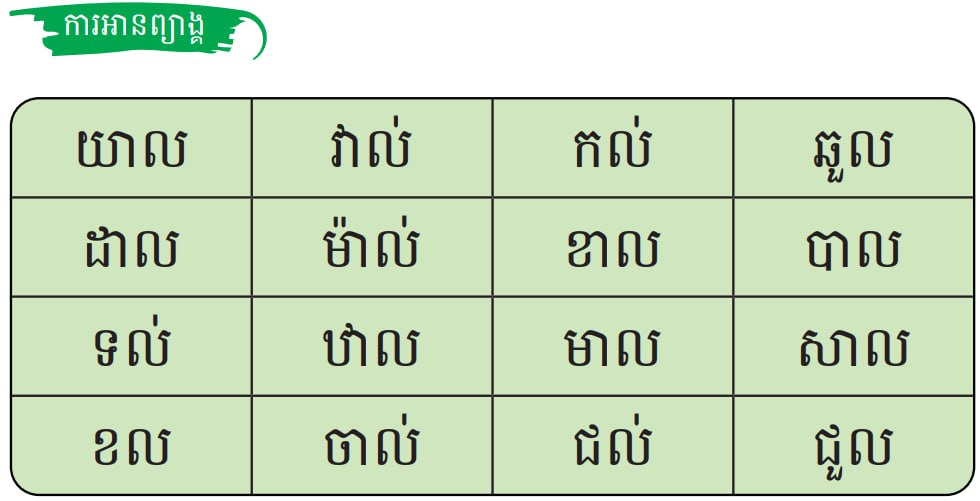 ការអានព្យាង្គ
យាល វាល់ កល់ ឆួល
ដាល ម៉ាល់ ខាល បាល
ទល់ ឋាល មាល សាល
ខល ចាល់ ជល់ ជួល